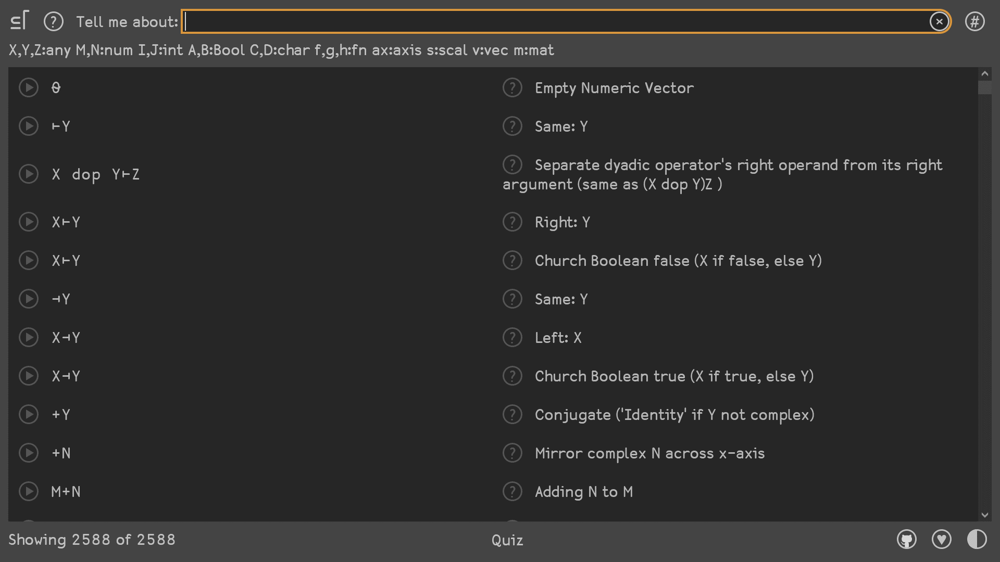 ⊆⌈ ? Tell me about: × #
X,Y,Z:any M,N:num I,J:int A,B:Bool C,D:char f,g,h:fn ax:axis s:scal v:vec m:mat
⍬ ? Empty Numeric Vector
⊢Y ? Same: Y
X dop Y⊢Z ? Separate dyadic operator's right operand from its right
argument (same as (X dop Y)Z )
X⊢Y ? Right: Y
X⊢Y ? Church Boolean false (X if false, else Y)
⊣Y ? Same: Y
X⊣Y ? Left: X
X⊣Y ? Church Boolean true (X if true, else Y)
+Y ? Conjugate ('Identity' if Y not complex)
+N ? Mirror complex N across x-axis
M+N ? Adding N to M
Showing 2588 of 2588 Quiz